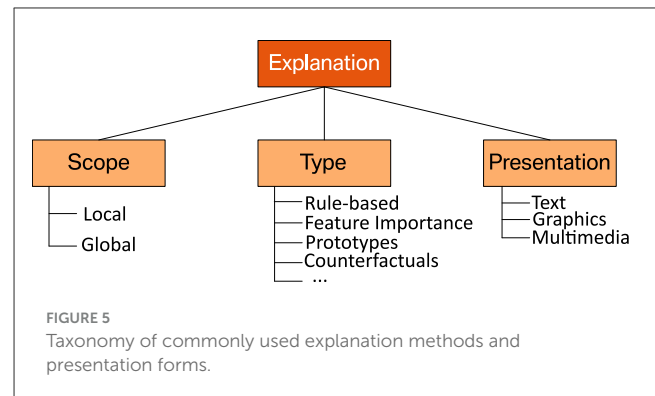 Explanation
Scope
Type
Presentation
Local
Global
Rule-based
Feature Importance
Prototypes
Counterfactuals
...
Text
Graphics
Multimedia
FIGURE 5
Taxonomy of commonly used explanation methods and
presentation forms.